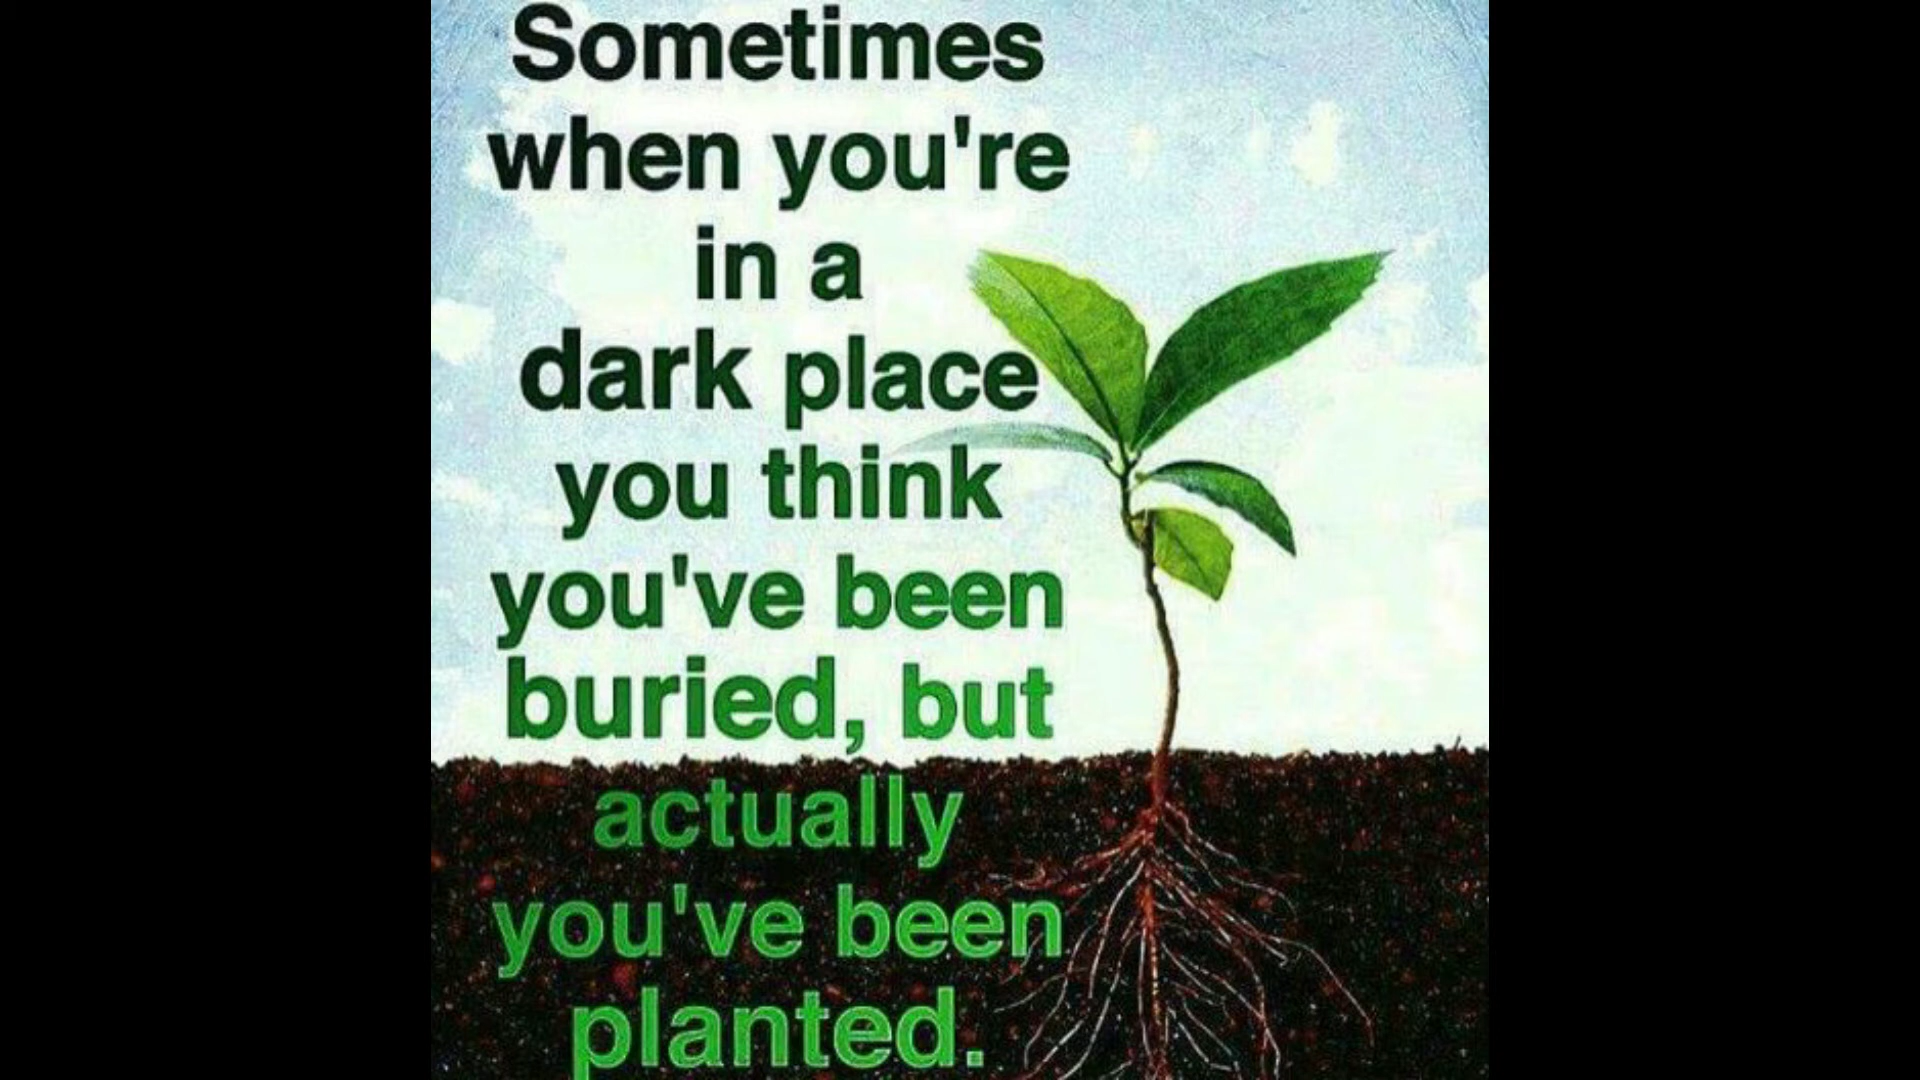 Sometimes
when you're
in a
dark place
you think
you've been
buried, but
actually
you've been
planted.